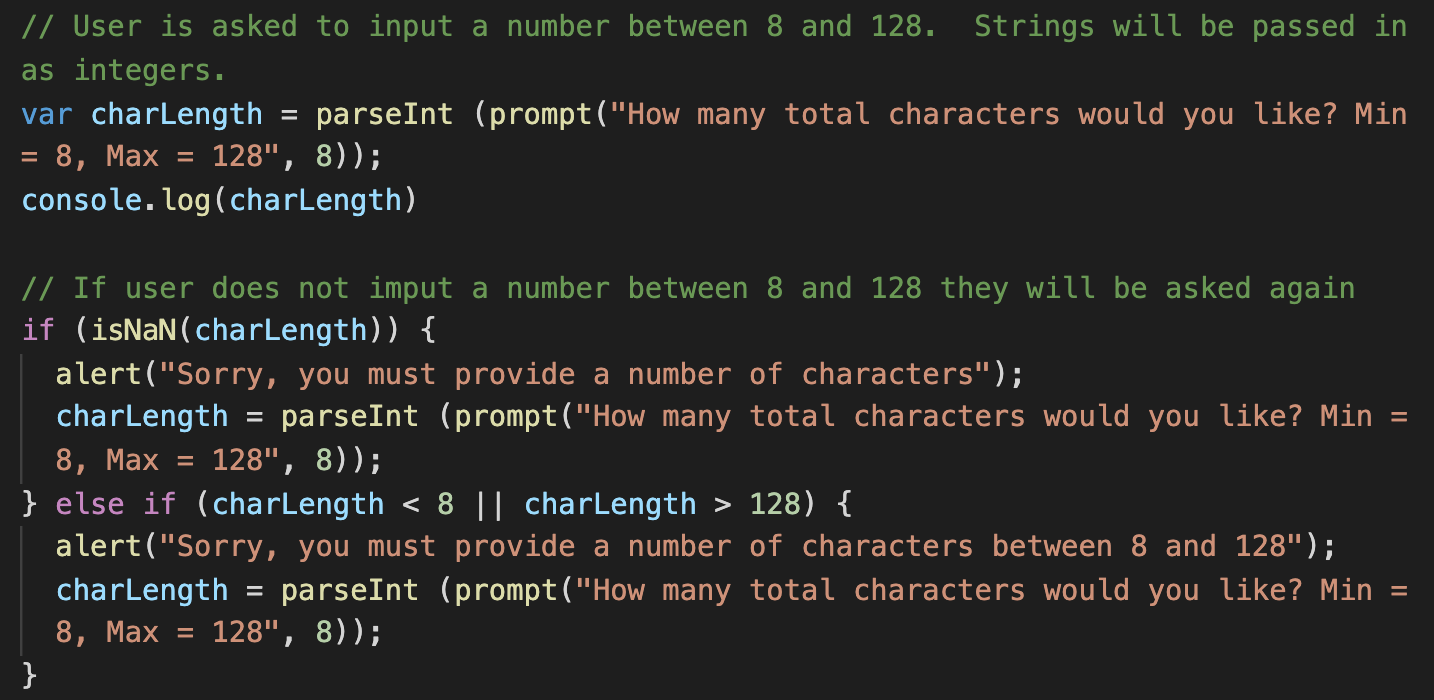 // User is asked to input a number between 8 and 128.  Strings will be passed in
as integers.
var charLength = parseInt (prompt("How many total characters would you like? Min
= 8, Max = 128", 8));
console.log(charLength)

// If user does not imput a number between 8 and 128 they will be asked again
if (isNaN(charLength)) {
  alert("Sorry, you must provide a number of characters");
  charLength = parseInt (prompt("How many total characters would you like? Min =
  8, Max = 128", 8));
} else if (charLength < 8 || charLength > 128) {
  alert("Sorry, you must provide a number of characters between 8 and 128");
  charLength = parseInt (prompt("How many total characters would you like? Min =
  8, Max = 128", 8));
}